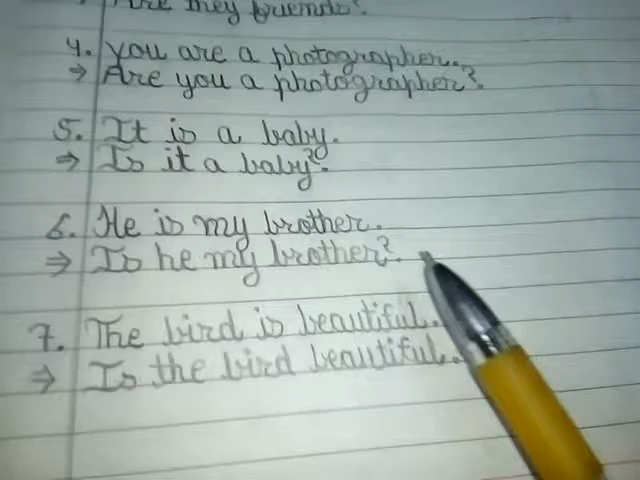 Are they friends?
4. you are a photographer.
⇒ Are you a photographer?
5. It is a baby.
⇒ Is it a baby?
6. He is my brother.
⇒ Is he my brother?
7. The bird is beautiful.
⇒ Is the bird beautiful.